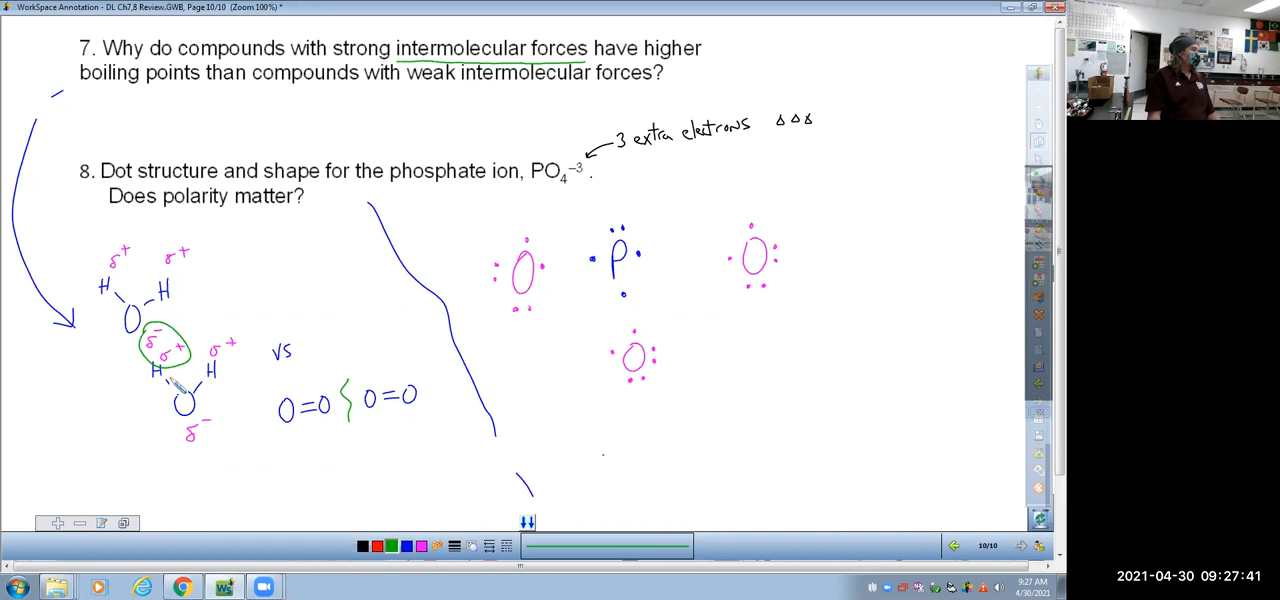 WorkSpace Annotation - DL Ch7,8 Review.GWB, Page 10/10 (Zoom 100%) *
7. Why do compounds with strong intermolecular forces have higher
boiling points than compounds with weak intermolecular forces?
3 extra electrons △ △ △
8. Dot structure and shape for the phosphate ion, PO4⁻³.
Does polarity matter?
δ+ δ+
H H
O
δ-
δ+ δ+
H H
O
δ-
vs
O=O O=O
O P O
O
10/10
9:27 AM
4/30/2021
2021-04-30 09:27:41